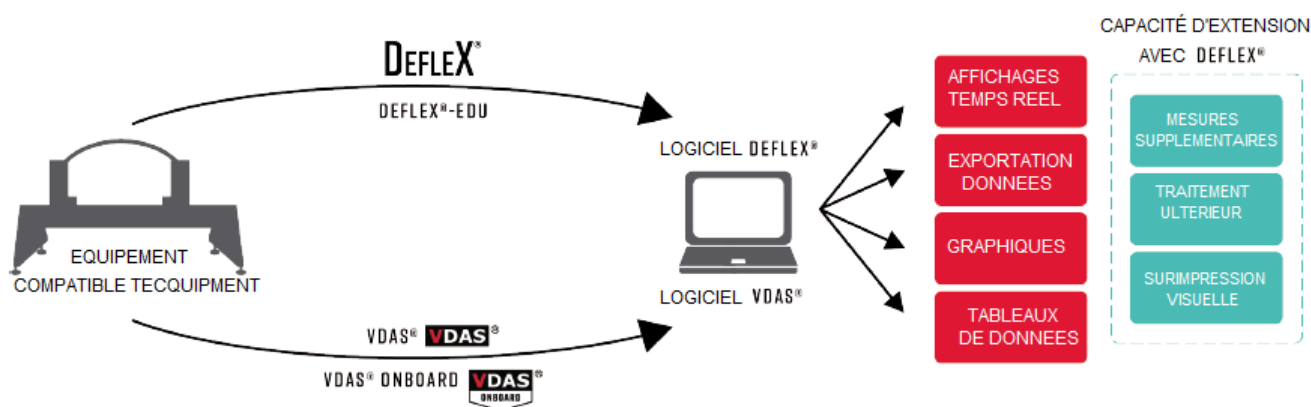 DEFLEX®
DEFLEX®-EDU
EQUIPEMENT
COMPATIBLE TECQUIPMENT
VDAS® VDAS®
VDAS® ONBOARD VDAS®
ONBOARD
LOGICIEL DEFLEX®
LOGICIEL VDAS®
AFFICHAGES
TEMPS REEL
EXPORTATION
DONNEES
GRAPHIQUES
TABLEAUX
DE DONNEES
CAPACITÉ D'EXTENSION
AVEC DEFLEX®
MESURES
SUPPLEMENTAIRES
TRAITEMENT
ULTERIEUR
SURIMPRESSION
VISUELLE